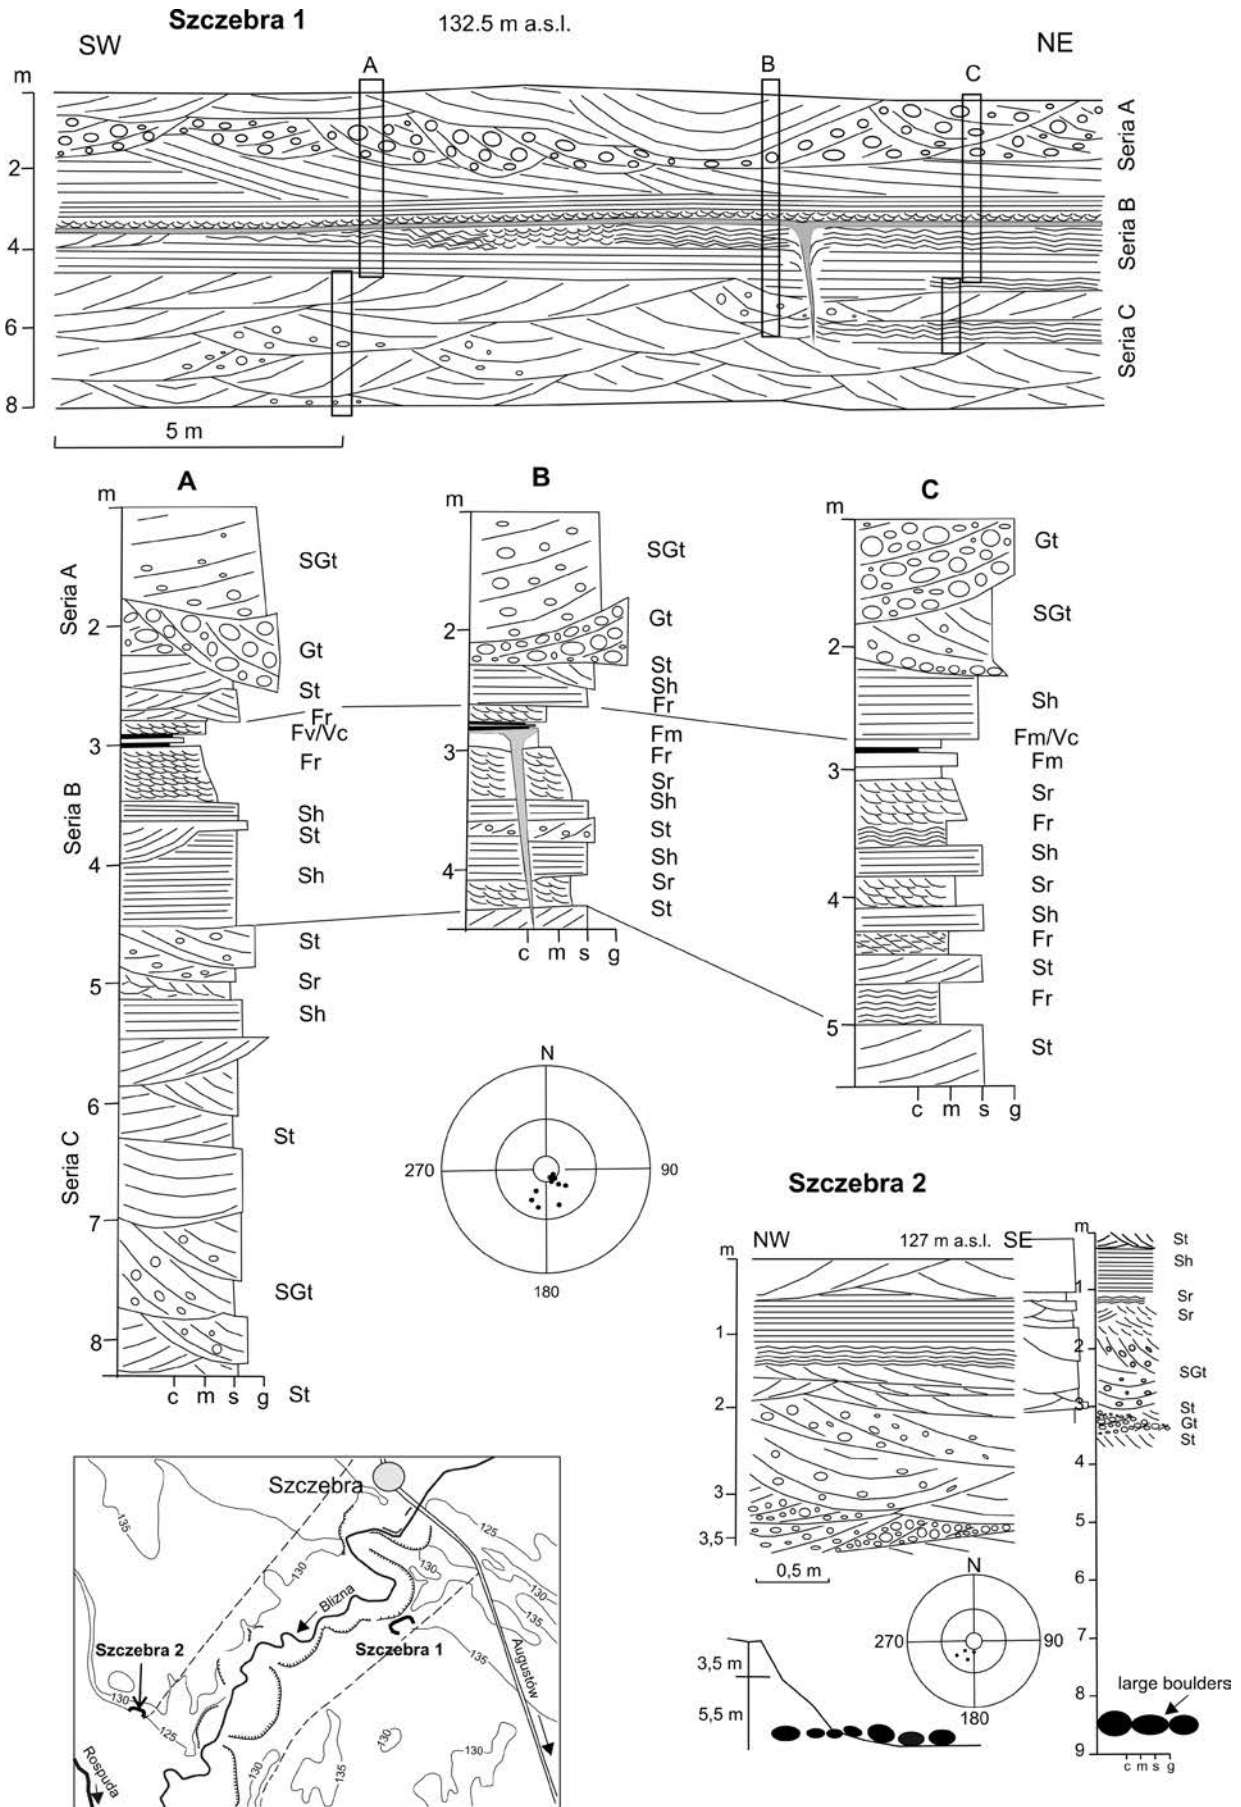 Szczebra 1 132.5 m a.s.l.
SW NE
m A B C
2
4
6
8
Seria A
Seria B
Seria C
5 m
A
m
2
3
4
5
6
7
8
Seria A
Seria B
Seria C
SGt
Gt
St
Fr
Fv/Vc
Fr
Sh
St
Sh
St
Sr
Sh
St
SGt
St
c m s g
B
m
2
3
4
SGt
Gt
St
Sh
Fr
Fm
Fr
Sr
Sh
St
Sh
Sr
St
c m s g
C
m
2
3
4
5
Gt
SGt
Sh
Fm/Vc
Fm
Sr
Fr
Sh
Sr
Sh
Fr
St
Fr
St
c m s g
N
270 90
180
Szczebra 2
NW 127 m a.s.l. SE
m
1
2
3
3,5
0,5 m
m
1
2
3
4
5
6
7
8
9
St
Sh
Sr
Sr
SGt
St
Gt
St
large boulders
c m s g
N
270 90
180
3,5 m
5,5 m
Szczebra
135
125
130
130
130
135
Blizna
Szczebra 2
Szczebra 1
135
Augustów
130
125
130
130
135
130
Rospuda